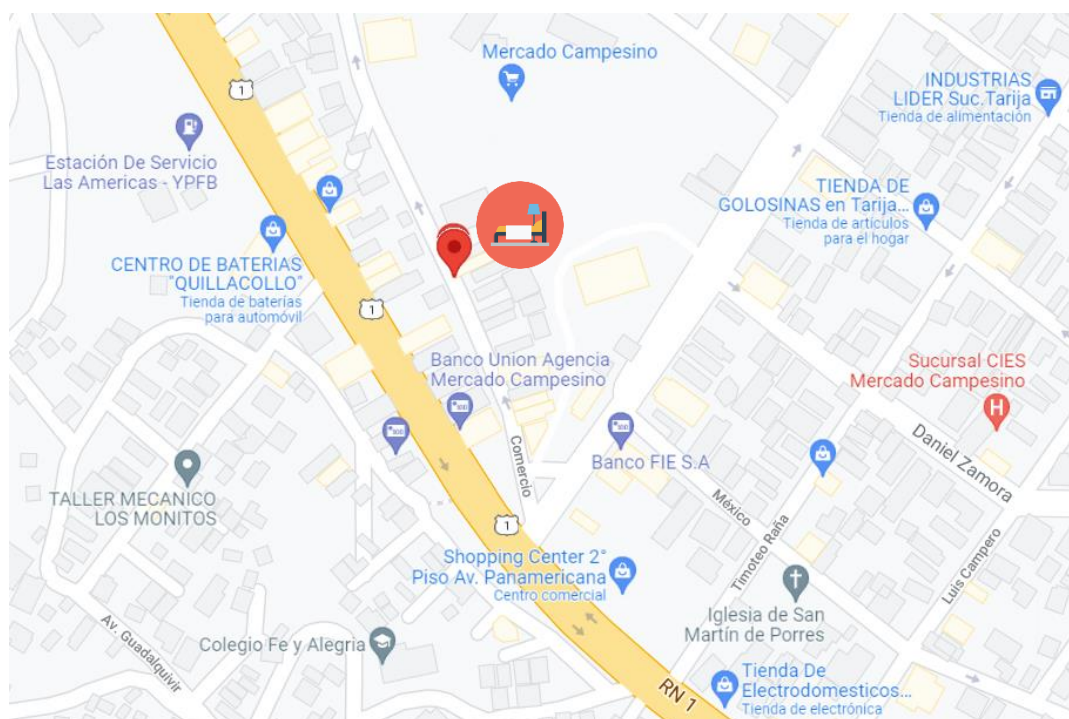 Mercado Campesino
INDUSTRIAS
LIDER Suc.Tarija
Tienda de alimentación
1
Estación De Servicio
Las Americas - YPFB
TIENDA DE
GOLOSINAS en Tarija...
Tienda de artículos
para el hogar
CENTRO DE BATERIAS
"QUILLACOLLO"
Tienda de baterías
para automóvil
1
Banco Union Agencia
Mercado Campesino
Sucursal CIES
Mercado Campesino
H
Comercio
Banco FIE S.A
Daniel Zamora
TALLER MECANICO
LOS MONITOS
México
1
Timoteo Raña
Shopping Center 2°
Piso Av. Panamericana
Centro comercial
Luis Campero
Iglesia de San
Martín de Porres
Av. Guadalquivir
Colegio Fe y Alegria
RN 1
Tienda De
Electrodomesticos...
Tienda de electrónica